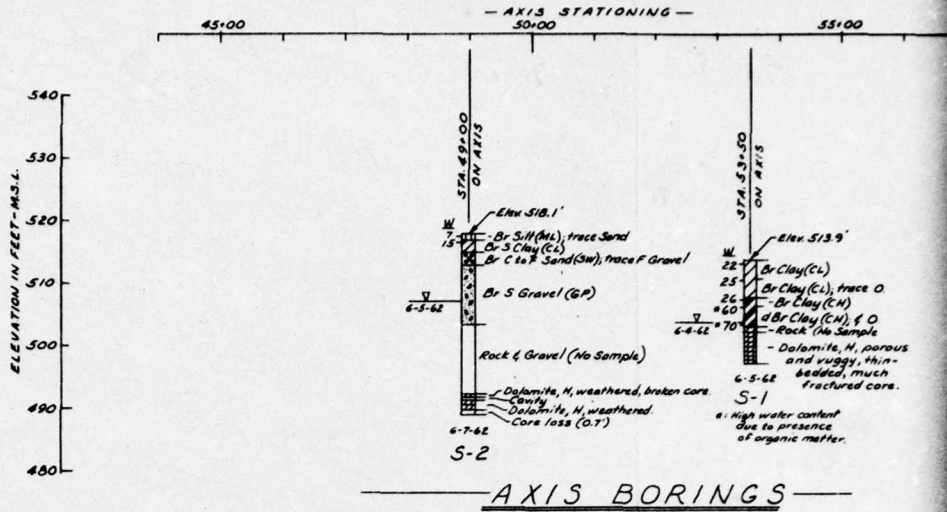 — AXIS STATIONING —
45+00 50+00 55+00
ELEVATION IN FEET - M.S.L.
540
530
520
510
500
490
480
STA. 49+00
ON AXIS
Elev. 518.1'
W
7
15
Br Silt (ML); trace Sand
Br S Clay (CL)
Br C to F Sand (SW); trace F Gravel
Br S Gravel (GP)
6-5-62
Rock & Gravel (No Sample)
Dolomite, H, weathered, broken core.
Cavity
Dolomite, H, weathered.
Core loss (0.7')
6-7-62
S-2
STA. 53+50
ON AXIS
Elev. 513.9'
W
22
25
26
a60
a70
Br Clay (CL)
Br Clay (CL); trace O.
Br Clay (CH)
d Br Clay (CH); & O
Rock (No Sample
6-4-62
Dolomite, H, porous
and vuggy, thin-
bedded, much
fractured core.
6-5-62
S-1
a: High water content
due to presence
of organic matter.
AXIS BORINGS